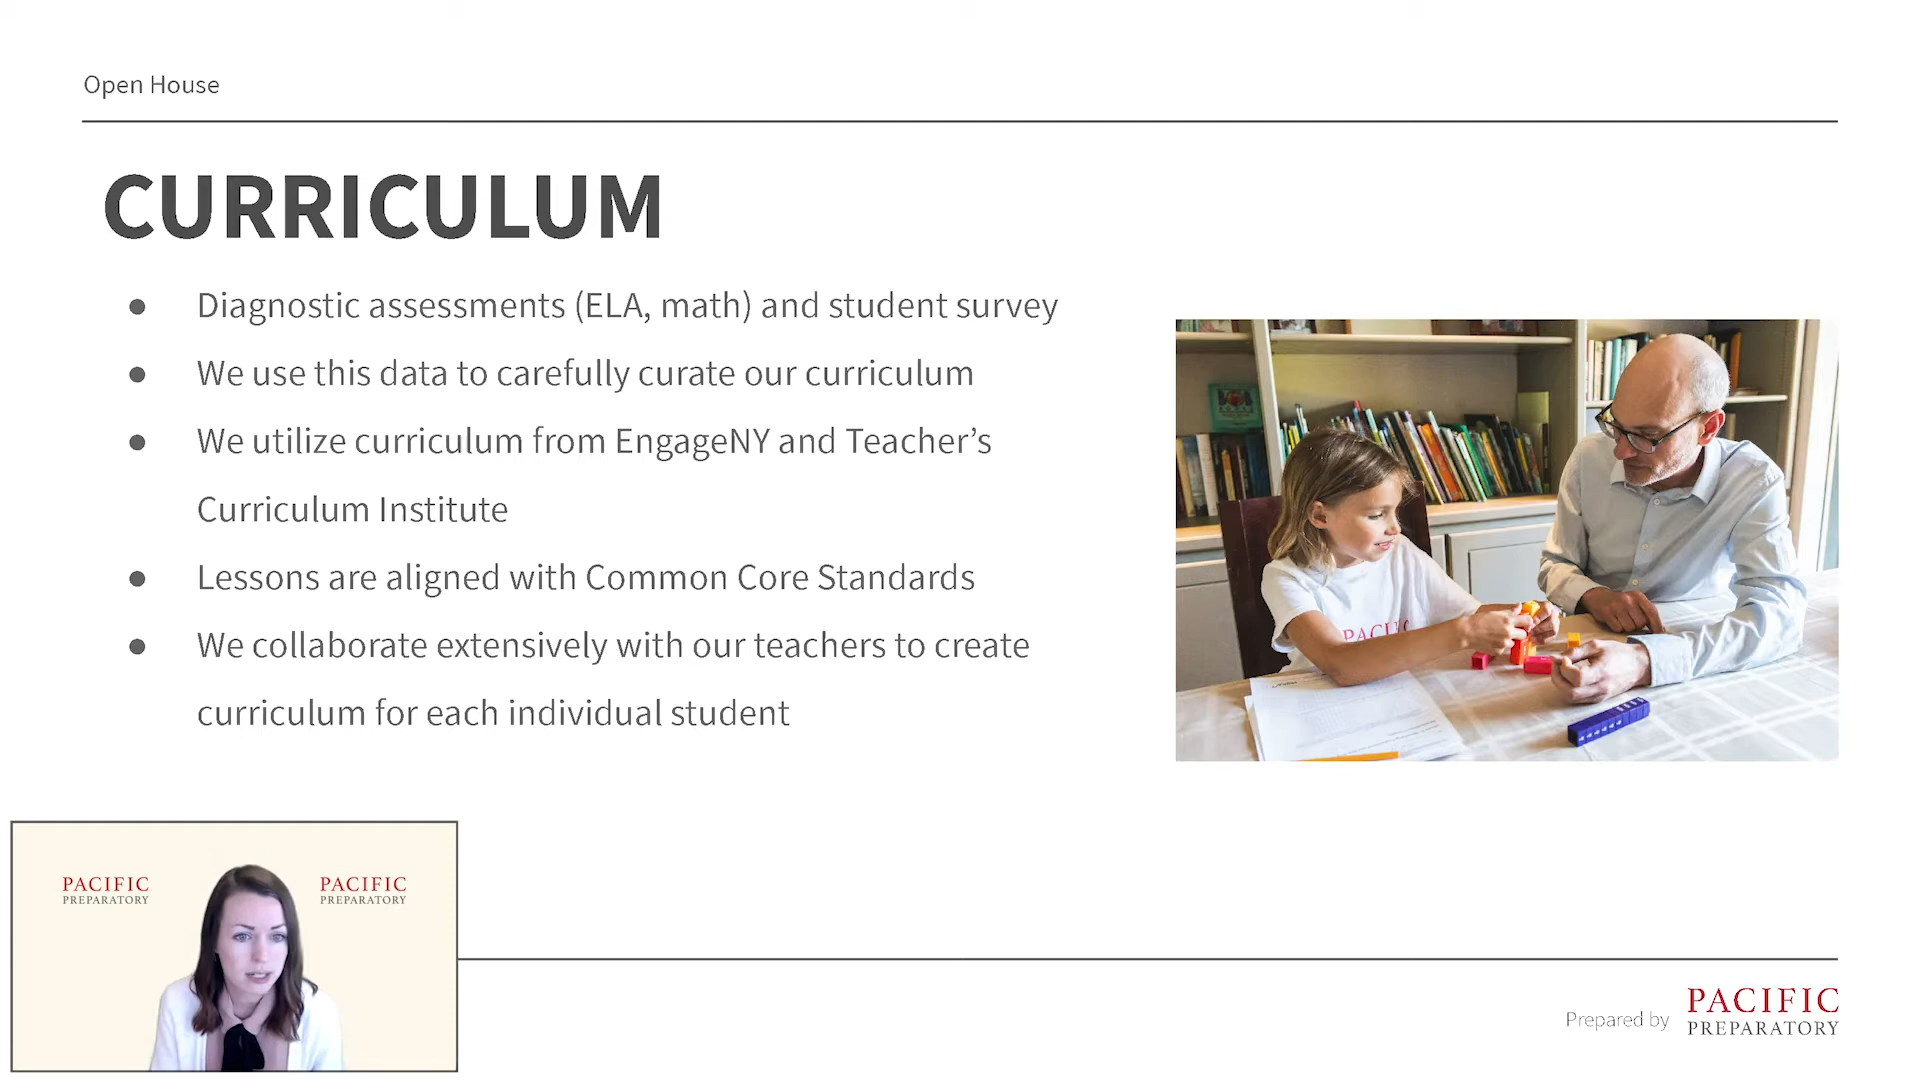 Open House
CURRICULUM
● Diagnostic assessments (ELA, math) and student survey
● We use this data to carefully curate our curriculum
● We utilize curriculum from EngageNY and Teacher’s
Curriculum Institute
● Lessons are aligned with Common Core Standards
● We collaborate extensively with our teachers to create
curriculum for each individual student
PACIFIC
PACIFIC
PREPARATORY
PACIFIC
PREPARATORY
Prepared by
PACIFIC
PREPARATORY